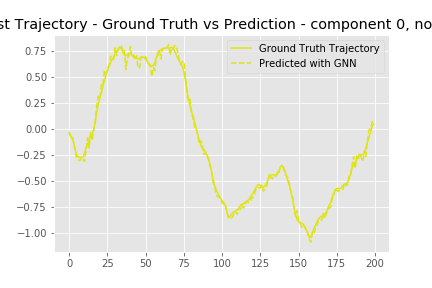 st Trajectory - Ground Truth vs Prediction - component 0, no
Ground Truth Trajectory
Predicted with GNN
0.75
0.50
0.25
0.00
−0.25
−0.50
−0.75
−1.00
0 25 50 75 100 125 150 175 200